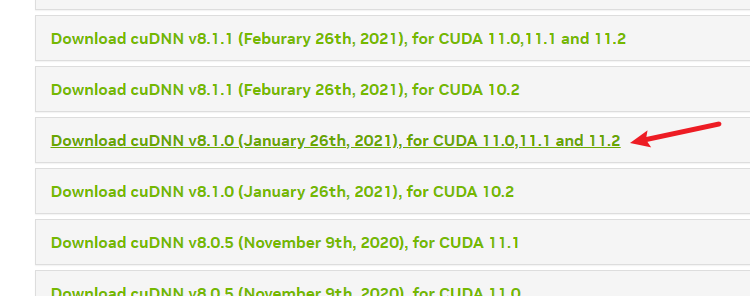 Download cuDNN v8.1.1 (Feburary 26th, 2021), for CUDA 11.0,11.1 and 11.2
Download cuDNN v8.1.1 (Feburary 26th, 2021), for CUDA 10.2
Download cuDNN v8.1.0 (January 26th, 2021), for CUDA 11.0,11.1 and 11.2
Download cuDNN v8.1.0 (January 26th, 2021), for CUDA 10.2
Download cuDNN v8.0.5 (November 9th, 2020), for CUDA 11.1
Download cuDNN v8.0.5 (November 9th, 2020), for CUDA 11.0